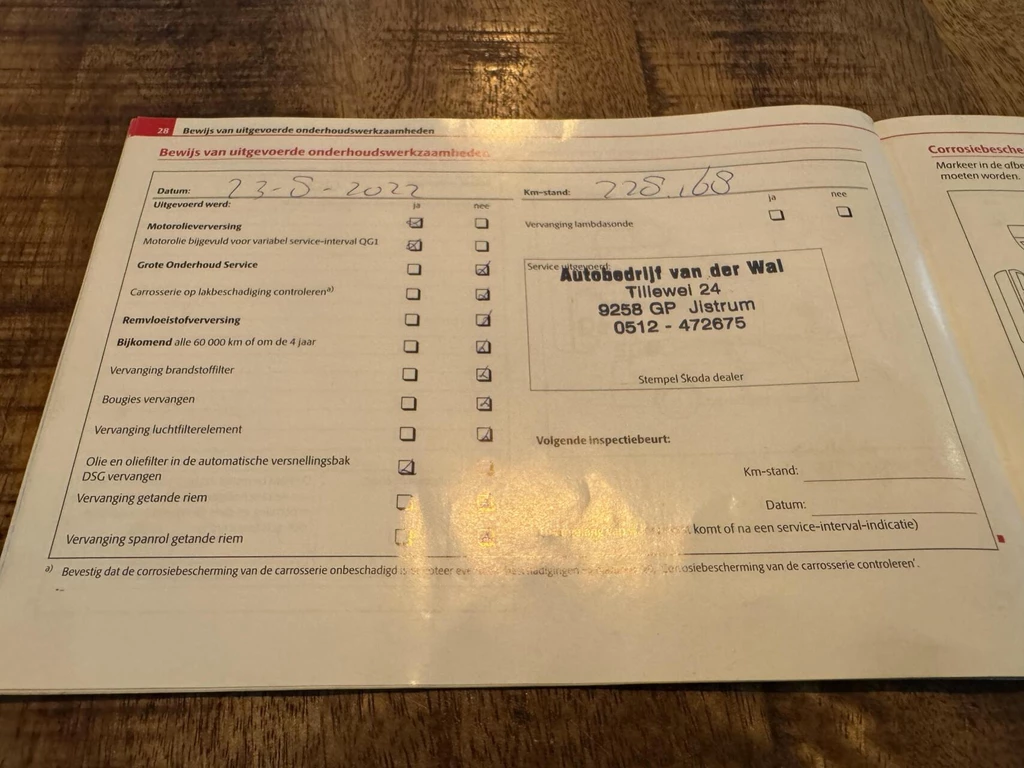 28 Bewijs van uitgevoerde onderhoudswerkzaamheden
Bewijs van uitgevoerde onderhoudswerkzaamheden
Datum: 23-8-2022
Uitgevoerd werd: ja nee
Motorolieverversing
Motorolie bijgevuld voor variabel service-interval QG1
Grote Onderhoud Service
Carrosserie op lakbeschadiging controleren a)
Remvloeistofverversing
Bijkomend alle 60 000 km of om de 4 jaar
Vervanging brandstoffilter
Bougies vervangen
Vervanging luchtfilterelement
Olie en oliefilter in de automatische versnellingsbak
DSG vervangen
Vervanging getande riem
Vervanging spanrol getande riem
Km-stand: 228.168
ja nee
Vervanging lambdasonde
Service uitgevoerd:
Autobedrijf van der Wal
Tillewei 24
9258 GP Jistrum
0512 - 472675
Stempel Škoda dealer
Volgende inspectiebeurt:
Km-stand:
Datum:
komt of na een service-interval-indicatie)
a) Bevestig dat de corrosiebescherming van de carrosserie onbeschadigd is van de carrosserie controleren'.
Corrosiebesche
Markeer in de afbe
moeten worden.